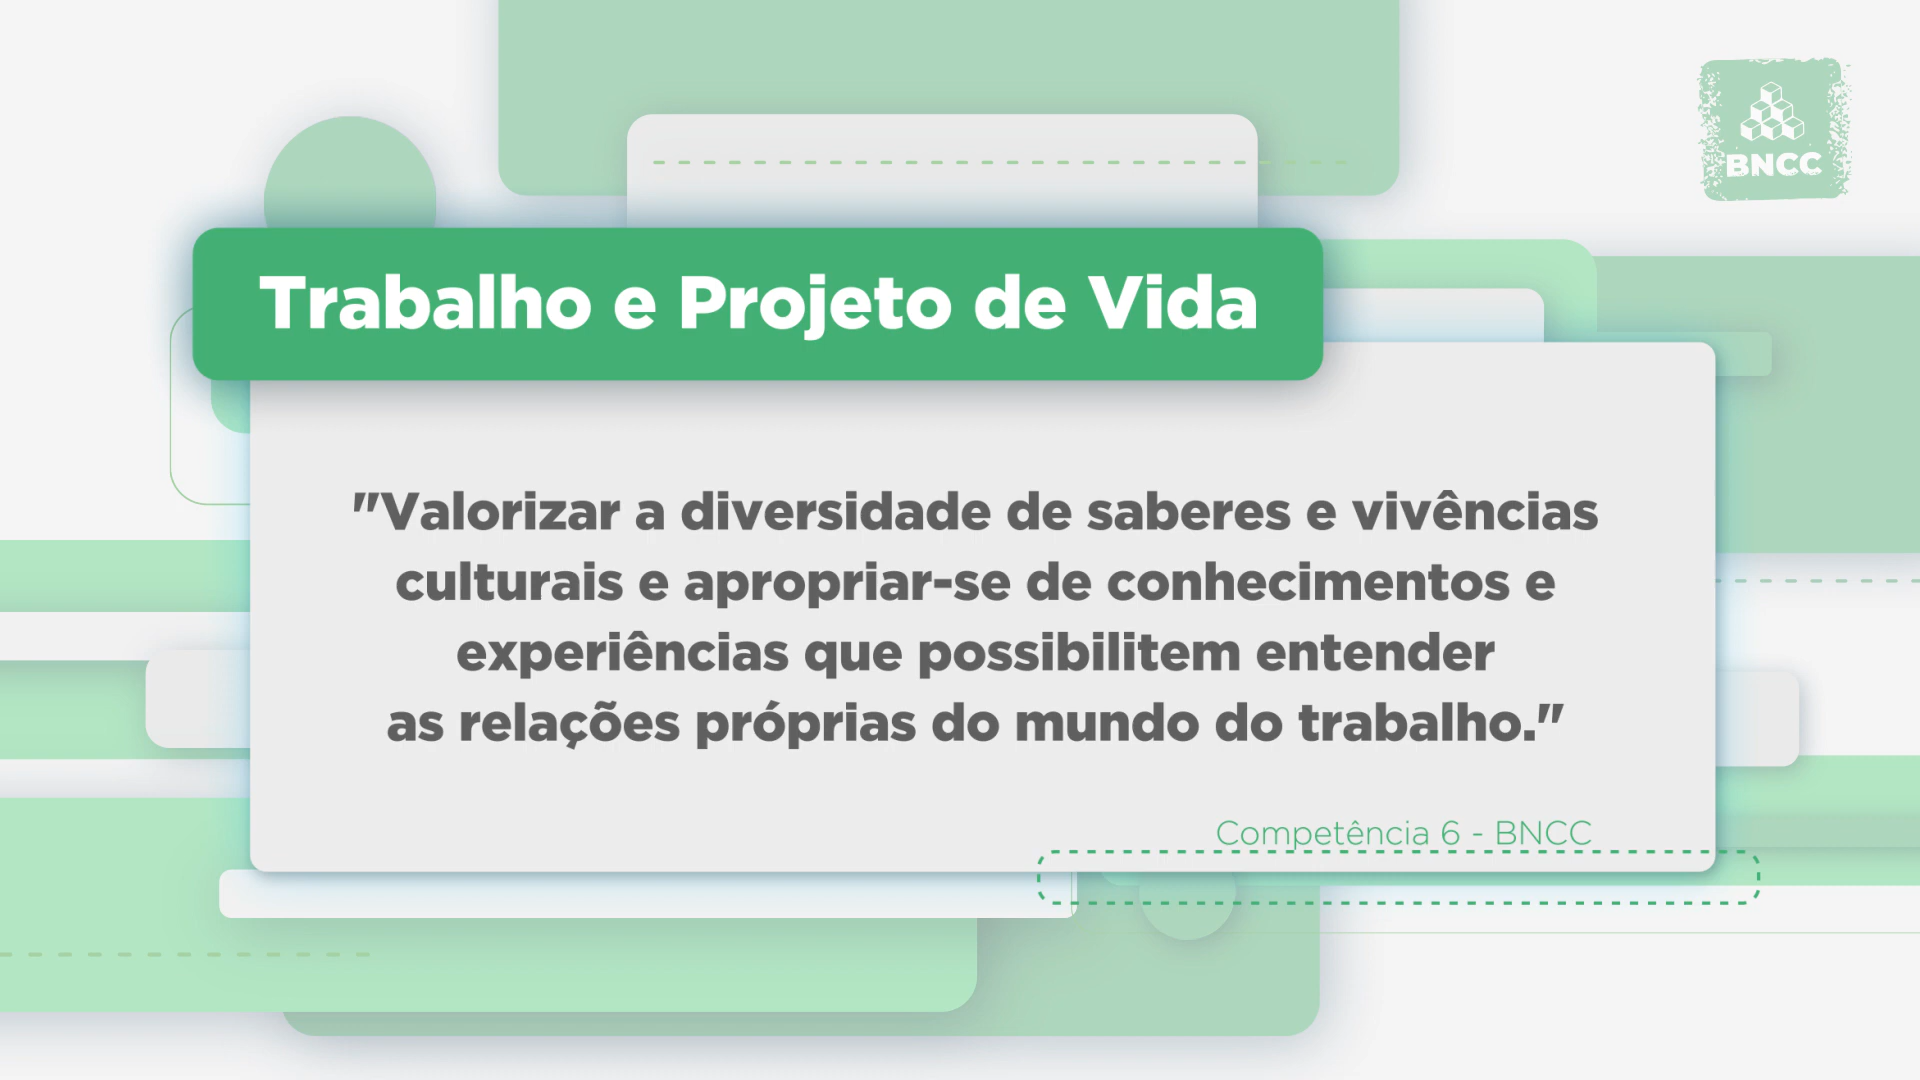 BNCC
Trabalho e Projeto de Vida
"Valorizar a diversidade de saberes e vivências
culturais e apropriar-se de conhecimentos e
experiências que possibilitem entender
as relações próprias do mundo do trabalho."
Competência 6 - BNCC